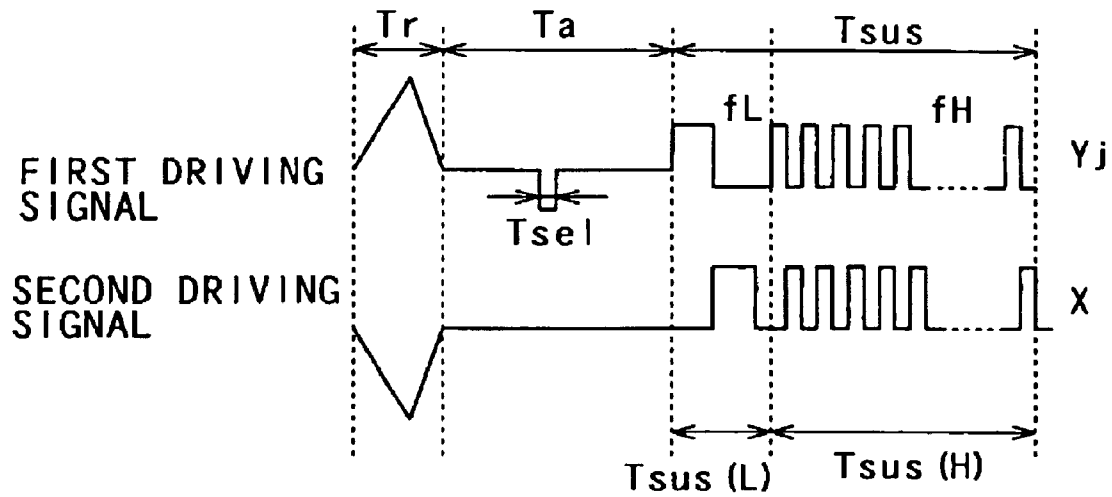 Tr
Ta
Tsus
fL
fH
Yj
FIRST DRIVING
SIGNAL
Tsel
SECOND DRIVING
SIGNAL
X
Tsus (L)
Tsus (H)